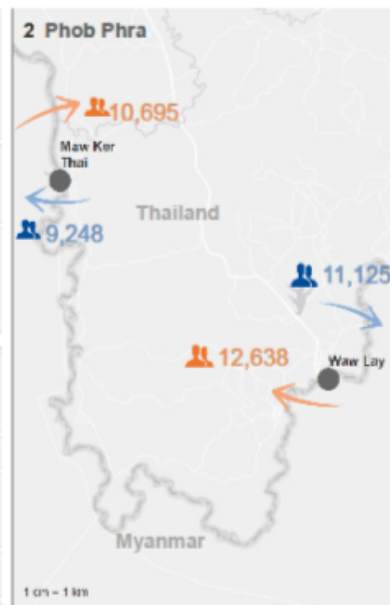 2 Phob Phra
10,695
Maw Ker
Thai
9,248
Thailand
11,125
12,638
Waw Lay
Myanmar
1 cm = 1 km